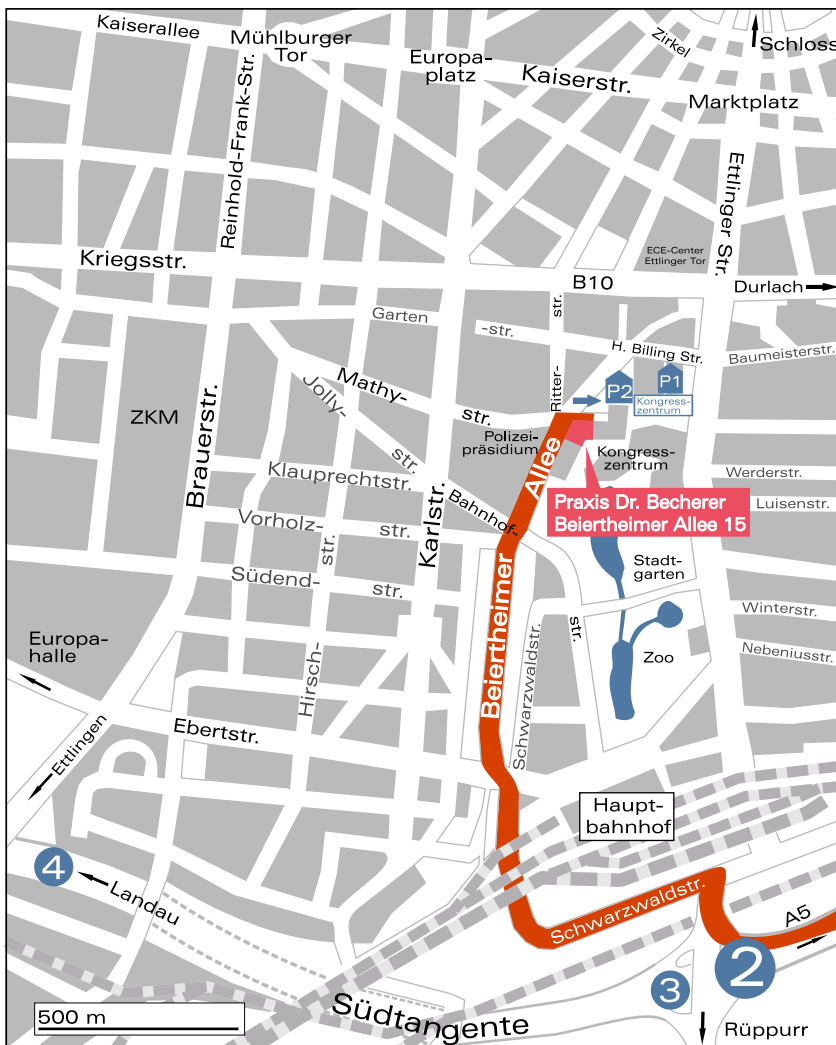 Kaiserallee
Mühlburger
Tor
Europa-
platz
Zirkel
Schloss
Kaiserstr.
Marktplatz
Reinhold-Frank-Str.
Ettlinger Str.
ECE-Center
Ettlinger Tor
Kriegsstr.
B10
Durlach
Garten
-str.
str.
Ritter-
H. Billing Str.
Baumeisterstr.
P2
P1
Kongress-
zentrum
Mathy-
str.
Jolly-
str.
ZKM
Brauerstr.
Polizei-
präsidium
Kongress-
zentrum
Klauprechtstr.
Bahnhof-
str.
Allee
Beiertheimer
Praxis Dr. Becherer
Beiertheimer Allee 15
Werderstr.
Luisenstr.
Vorholz-
str.
Hirsch-
str.
Karlstr.
Südend-
str.
Stadt-
garten
Winterstr.
Nebeniusstr.
Zoo
Schwarzwaldstr.
Europa-
halle
Ettlingen
Ebertstr.
Haupt-
bahnhof
4
Landau
Schwarzwaldstr.
A5
2
3
Südtangente
Rüppurr
500 m